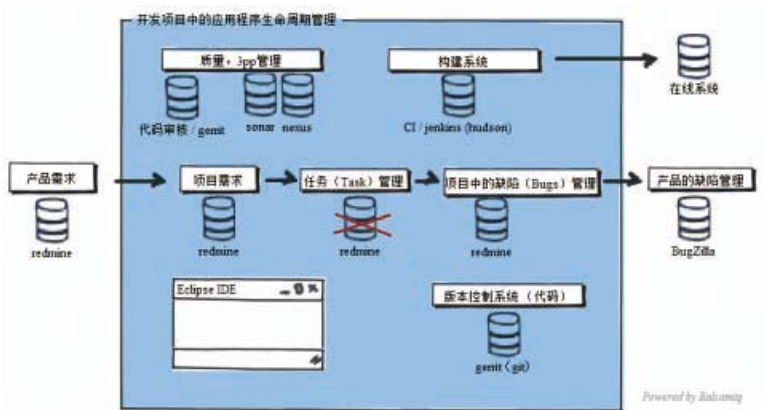 开发项目中的应用程序生命周期管理
质量，3pp管理
构建系统
代码审核 / gerrit
sonar
nexus
CI / jenkins (hudson)
在线系统
产品需求
项目需求
任务（Task）管理
项目中的缺陷（Bugs）管理
产品的缺陷管理
redmine
redmine
redmine
redmine
BugZilla
Eclipse IDE
版本控制系统（代码）
gerrit (git)
Powered by Balsamiq